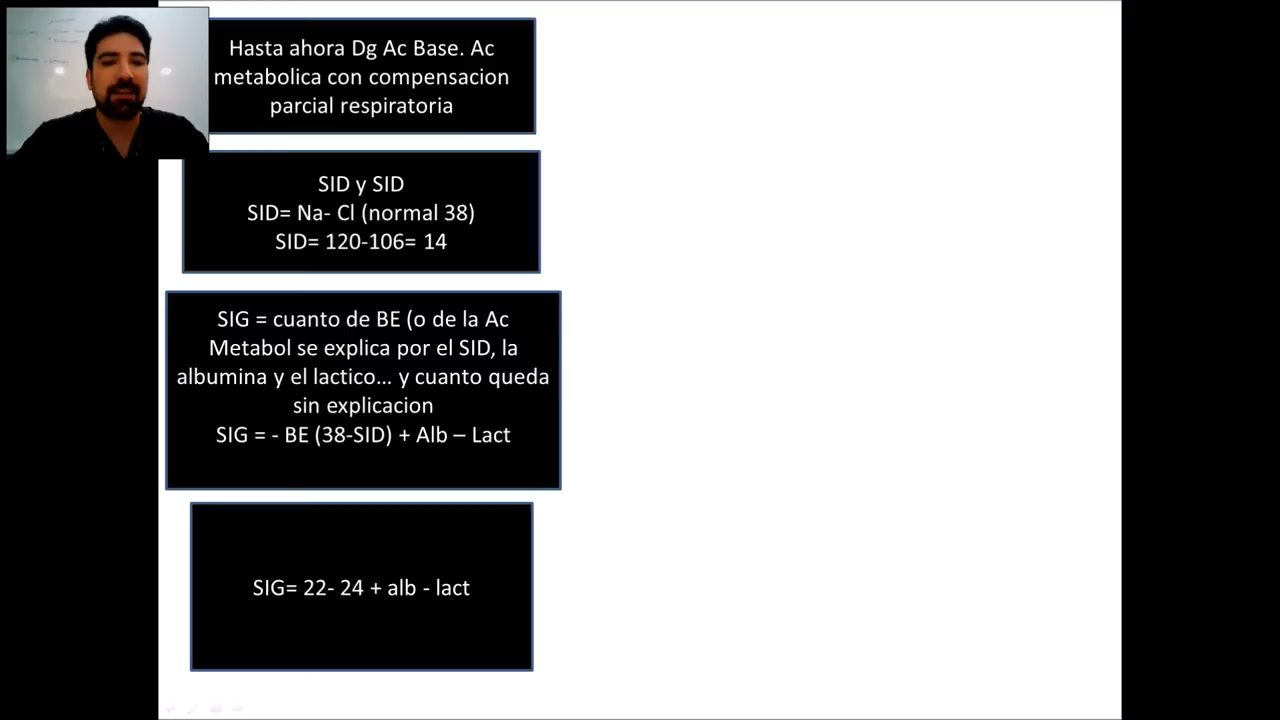 Hasta ahora Dg Ac Base. Ac
metabolica con compensacion
parcial respiratoria
SID y SID
SID= Na- Cl (normal 38)
SID= 120-106= 14
SIG = cuanto de BE (o de la Ac
Metabol se explica por el SID, la
albumina y el lactico... y cuanto queda
sin explicacion
SIG = - BE (38-SID) + Alb – Lact
SIG= 22- 24 + alb - lact